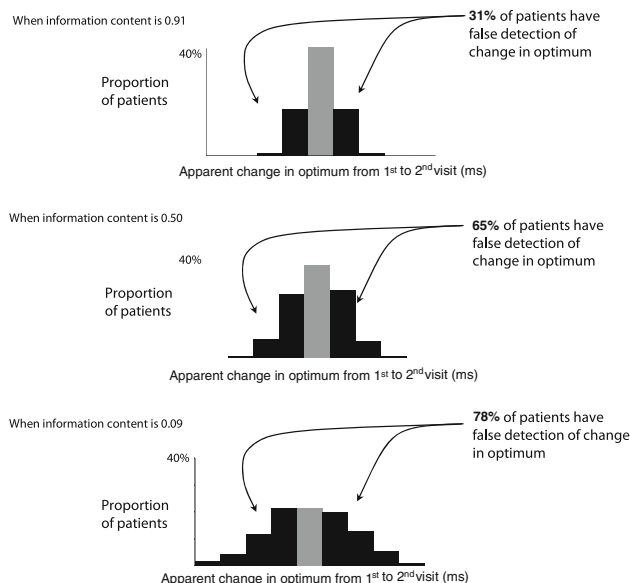 When information content is 0.91
31% of patients have
false detection of
change in optimum
40%
Proportion
of patients
Apparent change in optimum from 1st to 2nd visit (ms)
When information content is 0.50
65% of patients have
false detection of
change in optimum
40%
Proportion
of patients
Apparent change in optimum from 1st to 2nd visit (ms)
When information content is 0.09
78% of patients have
false detection of change
in optimum
40%
Proportion
of patients
Apparent change in optimum from 1st to 2nd visit (ms)